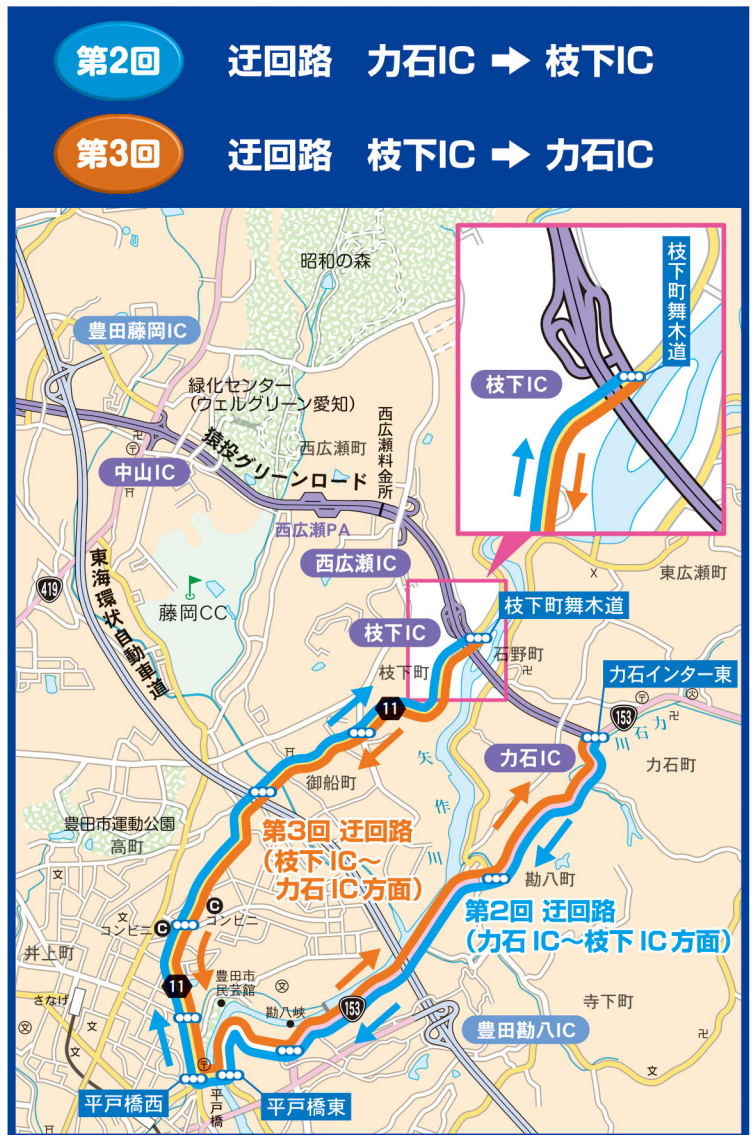 第2回 迂回路 力石IC ➡ 枝下IC
第3回 迂回路 枝下IC ➡ 力石IC
昭和の森
枝下町舞木道
枝下IC
豊田藤岡IC
緑化センター
(ウェルグリーン愛知)
西広瀬町
西広瀬料金所
猿投グリーンロード
中山IC
西広瀬PA
西広瀬IC
419
東海環状自動車道
藤岡CC
東広瀬町
枝下町舞木道
枝下IC
枝下町
石野町
力石インター東
11
153
力石川
力石IC
力石町
御船町
矢作川
豊田市運動公園
高町
第3回 迂回路
(枝下IC~
力石IC方面)
勘八町
第2回 迂回路
(力石IC~枝下IC方面)
コンビニ
C
C
コンビニ
井上町
さなげ
11
豊田市
民芸館
勘八峡
153
寺下町
豊田勘八IC
平戸橋西
平戸橋
平戸橋東